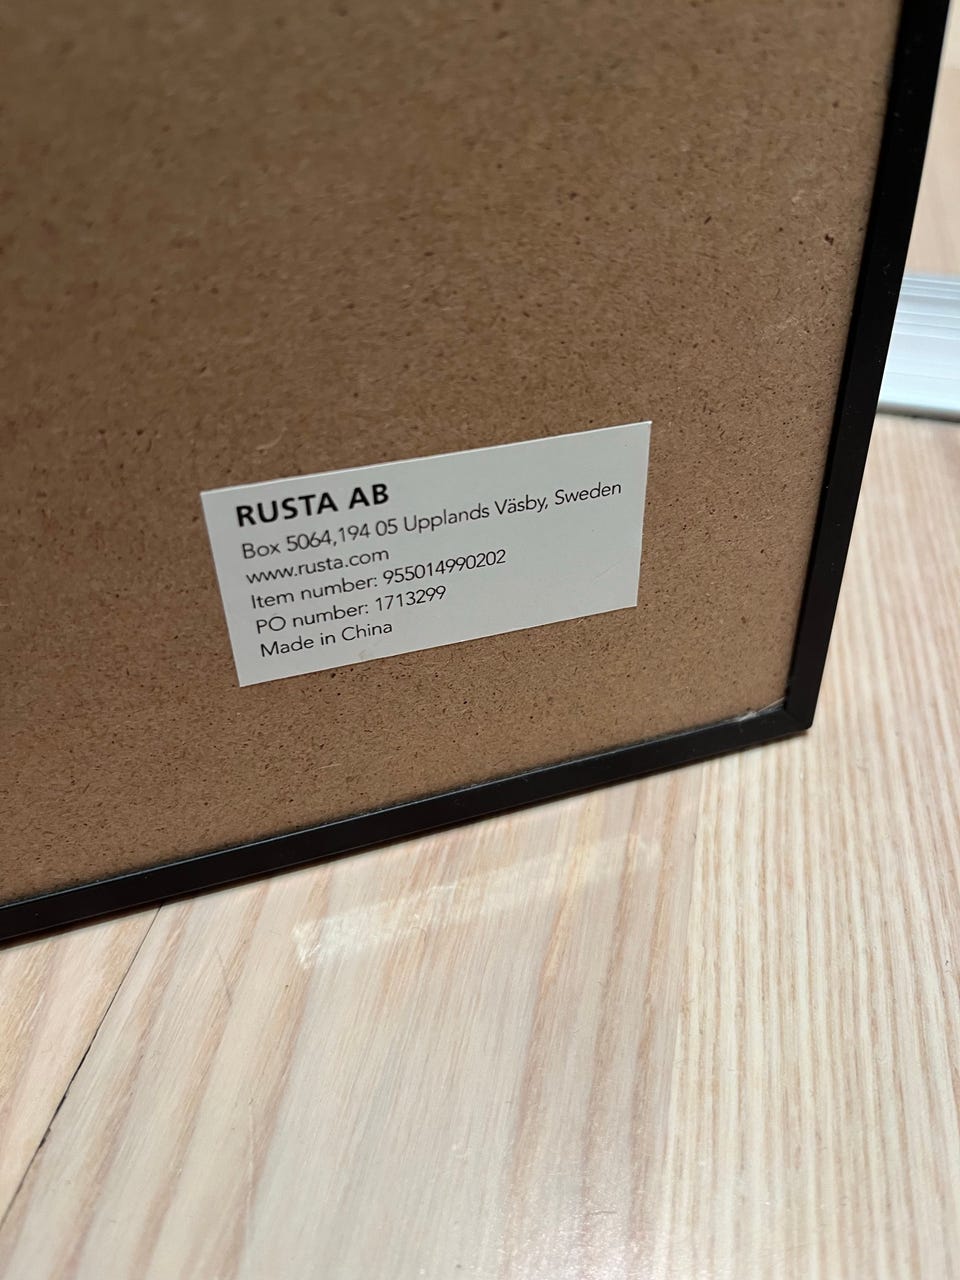 RUSTA AB
Box 5064,194 05 Upplands Väsby, Sweden
www.rusta.com
Item number: 955014990202
PO number: 1713299
Made in China